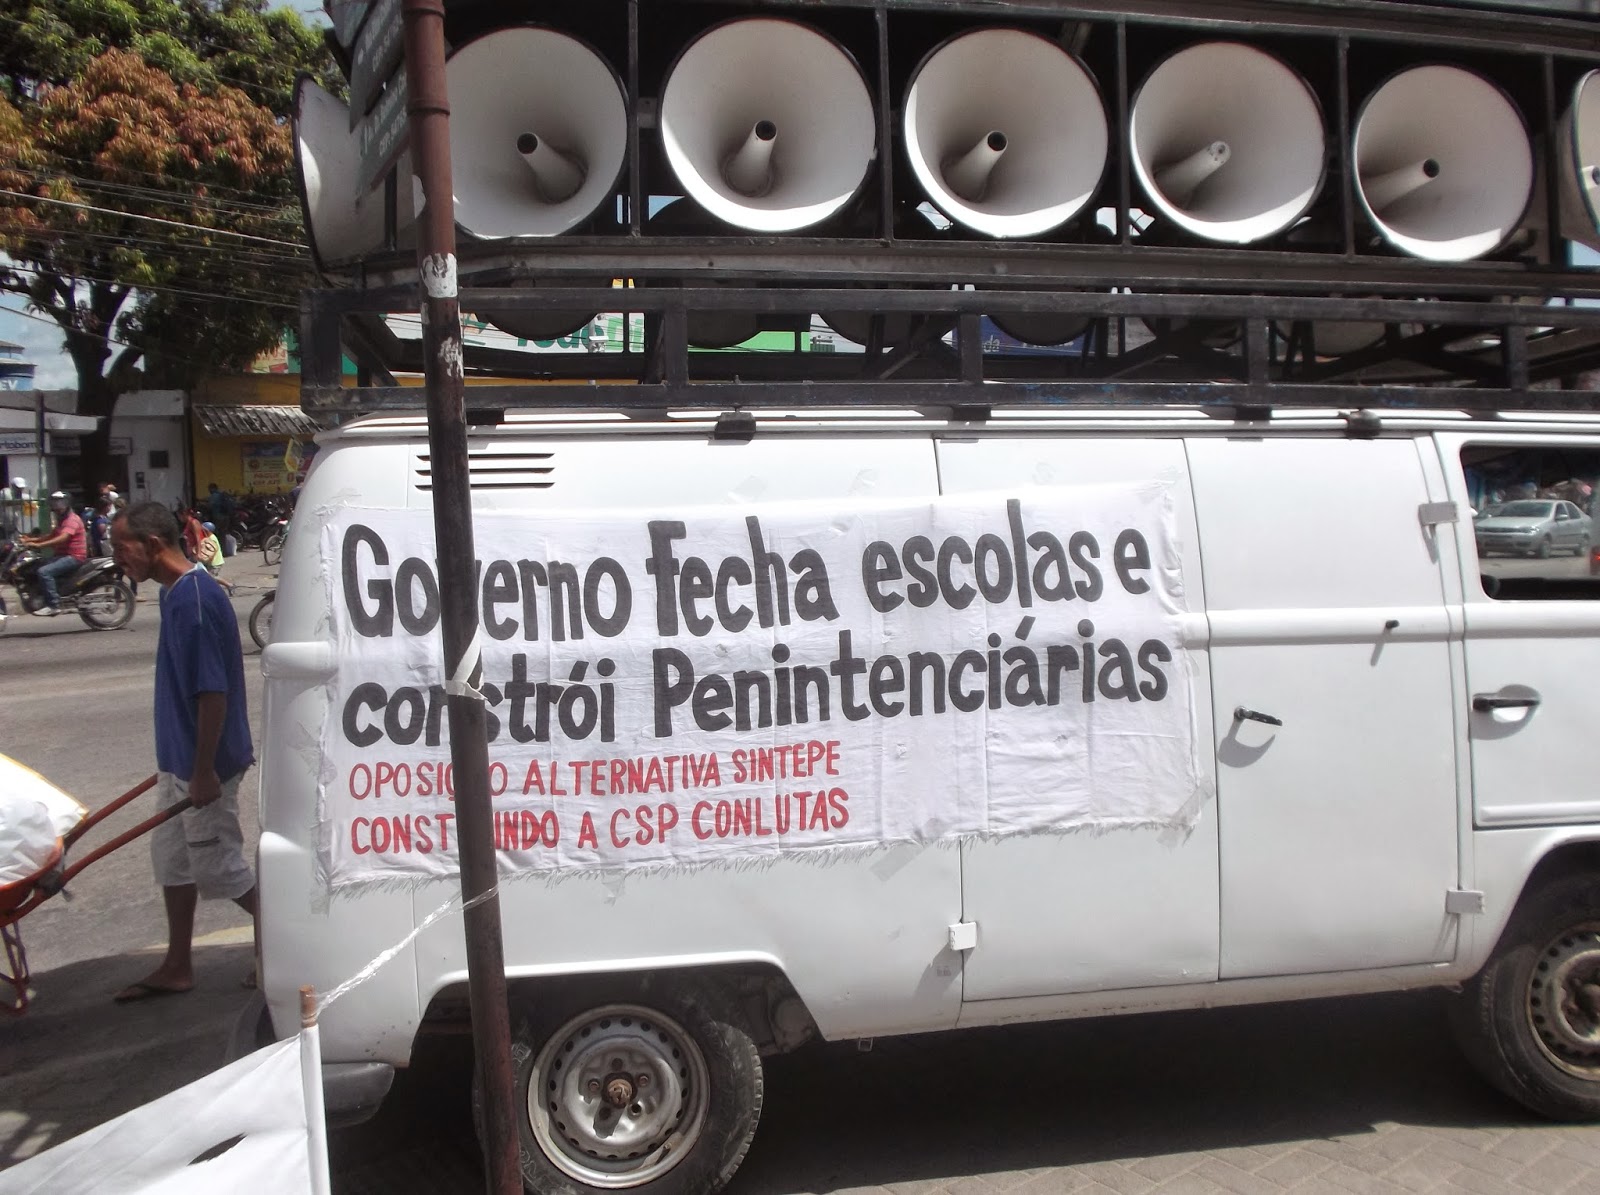 Governo fecha escolas e
constrói Penintenciárias
OPOSIÇÃO ALTERNATIVA SINTEPE
CONSTRUINDO A CSP CONLUTAS